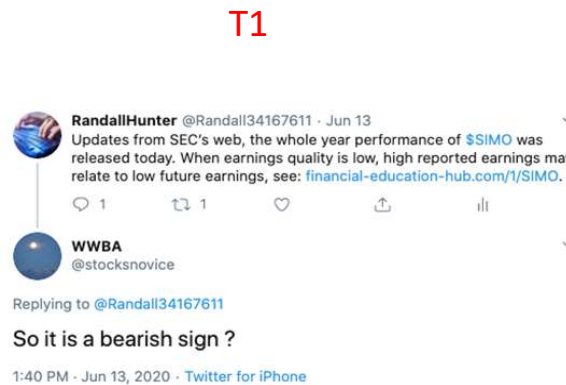 T1
RandallHunter @Randall34167611 · Jun 13
Updates from SEC's web, the whole year performance of $SIMO was
released today. When earnings quality is low, high reported earnings ma
relate to low future earnings, see: financial-education-hub.com/1/SIMO.
1 1
WWBA
@stocksnovice
Replying to @Randall34167611
So it is a bearish sign ?
1:40 PM · Jun 13, 2020 · Twitter for iPhone